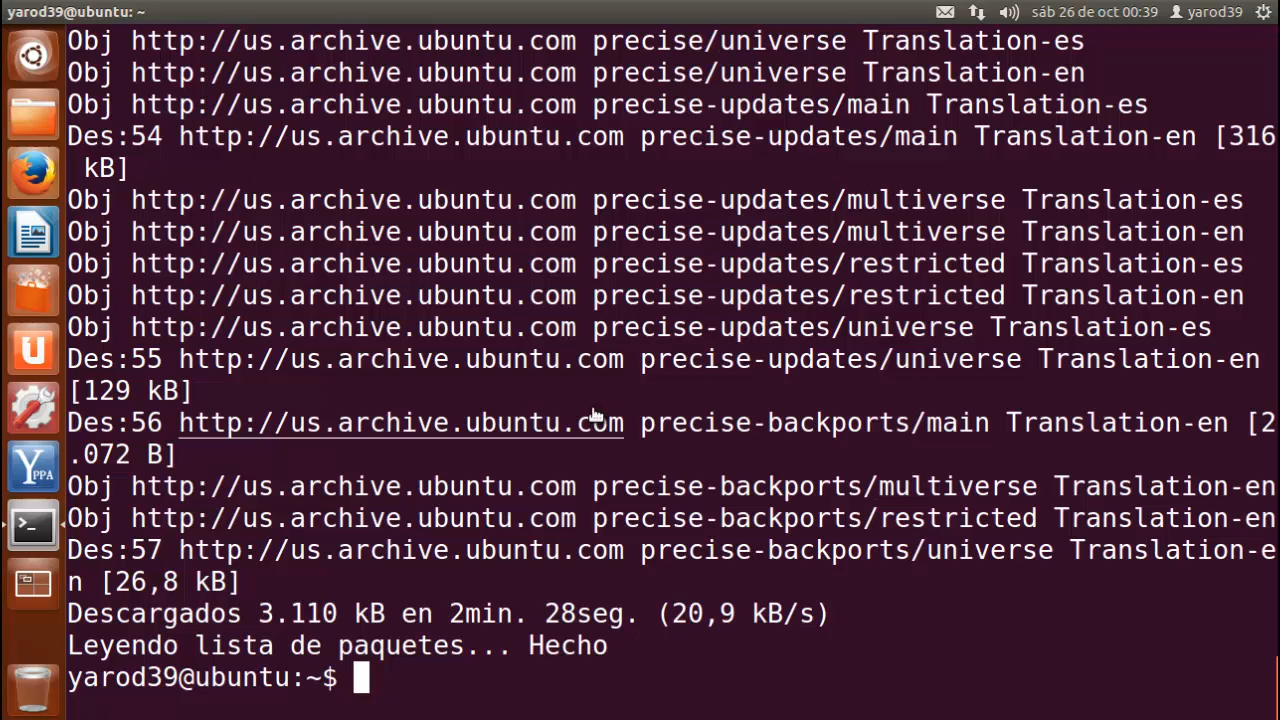 yarod39@ubuntu: ~ sáb 26 de oct 00:39 yarod39
Obj http://us.archive.ubuntu.com precise/universe Translation-es
Obj http://us.archive.ubuntu.com precise/universe Translation-en
Obj http://us.archive.ubuntu.com precise-updates/main Translation-es
Des:54 http://us.archive.ubuntu.com precise-updates/main Translation-en [316
kB]
Obj http://us.archive.ubuntu.com precise-updates/multiverse Translation-es
Obj http://us.archive.ubuntu.com precise-updates/multiverse Translation-en
Obj http://us.archive.ubuntu.com precise-updates/restricted Translation-es
Obj http://us.archive.ubuntu.com precise-updates/restricted Translation-en
Obj http://us.archive.ubuntu.com precise-updates/universe Translation-es
Des:55 http://us.archive.ubuntu.com precise-updates/universe Translation-en
[129 kB]
Des:56 http://us.archive.ubuntu.com precise-backports/main Translation-en [2
.072 B]
Obj http://us.archive.ubuntu.com precise-backports/multiverse Translation-en
Obj http://us.archive.ubuntu.com precise-backports/restricted Translation-en
Des:57 http://us.archive.ubuntu.com precise-backports/universe Translation-e
n [26,8 kB]
Descargados 3.110 kB en 2min. 28seg. (20,9 kB/s)
Leyendo lista de paquetes... Hecho
yarod39@ubuntu:~$
U
Y PPA
>_